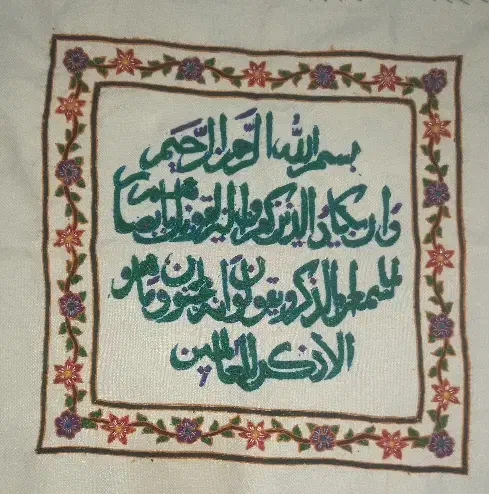 بسم الله الرحمن الرحيم
وان يكاد الذين كفروا ليزلقونك بابصارهم
لما سمعوا الذكر ويقولون انه لمجنون وما هو
الا ذكر للعالمين